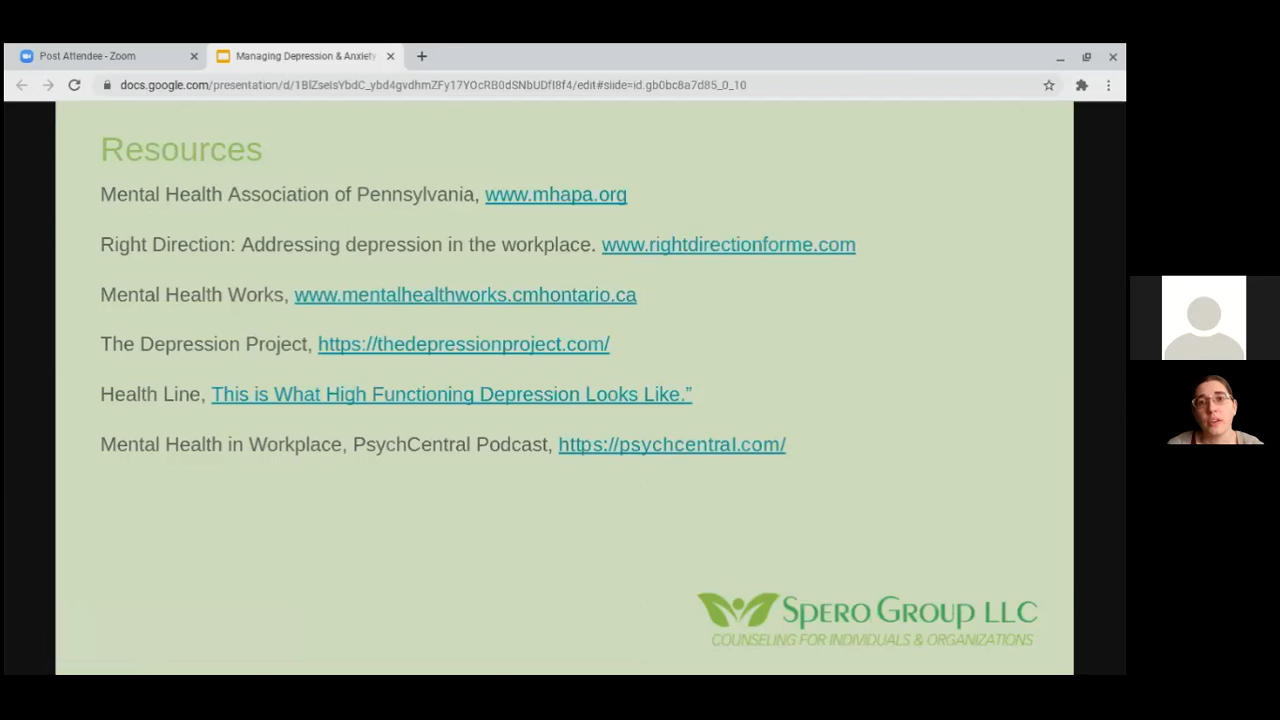 Post Attendee - Zoom
Managing Depression & Anxiety
docs.google.com/presentation/d/1BlZseIsYbdC_ybd4gvdhmZFy17YOcRB0dSNbUDfI8f4/edit#slide=id.gb0bc8a7d85_0_10
Resources
Mental Health Association of Pennsylvania, www.mhapa.org
Right Direction: Addressing depression in the workplace. www.rightdirectionforme.com
Mental Health Works, www.mentalhealthworks.cmhontario.ca
The Depression Project, https://thedepressionproject.com/
Health Line, This is What High Functioning Depression Looks Like.”
Mental Health in Workplace, PsychCentral Podcast, https://psychcentral.com/
SPERO GROUP LLC
COUNSELING FOR INDIVIDUALS & ORGANIZATIONS